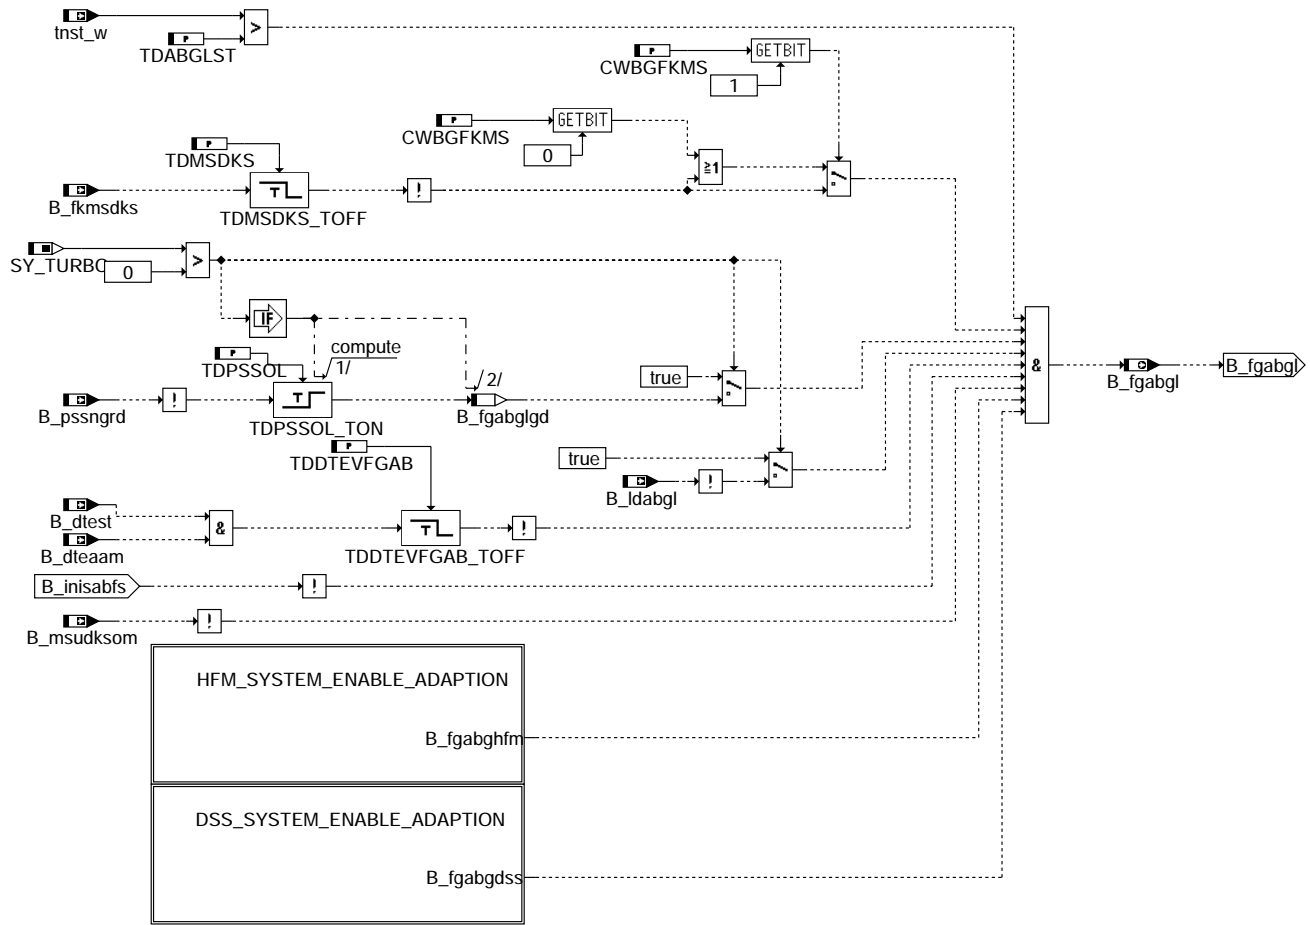 tnst_w
P
TDABGLST
>
P
CWBGFKMS
GETBIT
1
P
CWBGFKMS
GETBIT
0
P
TDMSDKS
≥1
B_fkmsdks
T
TDMSDKS_TOFF
!
SY_TURBO
0
>
IF
P
TDPSSOL
compute
1/
2/
true
B_pssngrd
!
T
TDPSSOL_TON
B_fgabglgd
&
B_fgabgl
B_fgabgl
P
TDDTEVFGAB
true
B_ldabgl
!
B_dtest
B_dteaam
&
T
TDDTEVFGAB_TOFF
!
B_inisabfs
!
B_msudksom
!
HFM_SYSTEM_ENABLE_ADAPTION
B_fgabghfm
DSS_SYSTEM_ENABLE_ADAPTION
B_fgabgdss